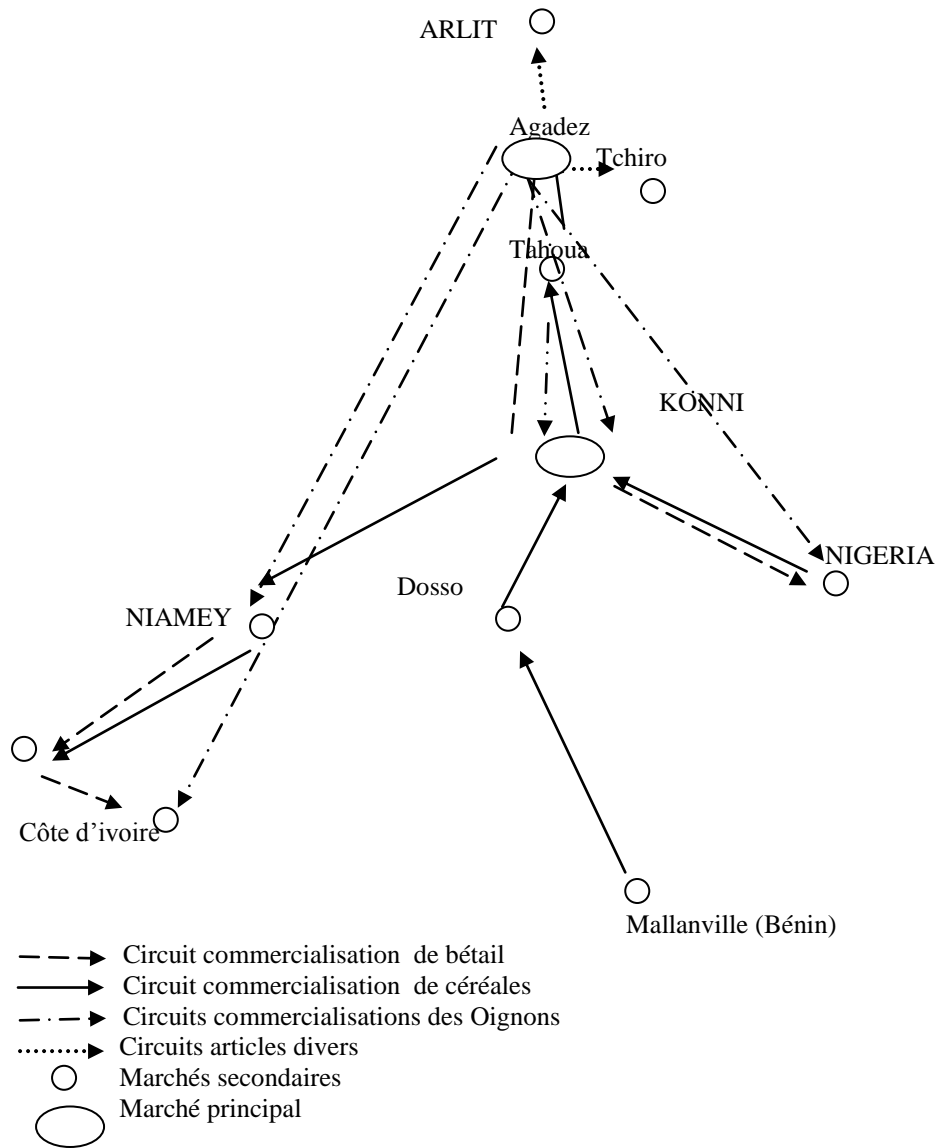 ARLIT
Agadez
Tchiro
Tahoua
KONNI
NIGERIA
Dosso
NIAMEY
Côte d’ivoire
Mallanville (Bénin)
Circuit commercialisation de bétail
Circuit commercialisation de céréales
Circuits commercialisations des Oignons
Circuits articles divers
Marchés secondaires
Marché principal